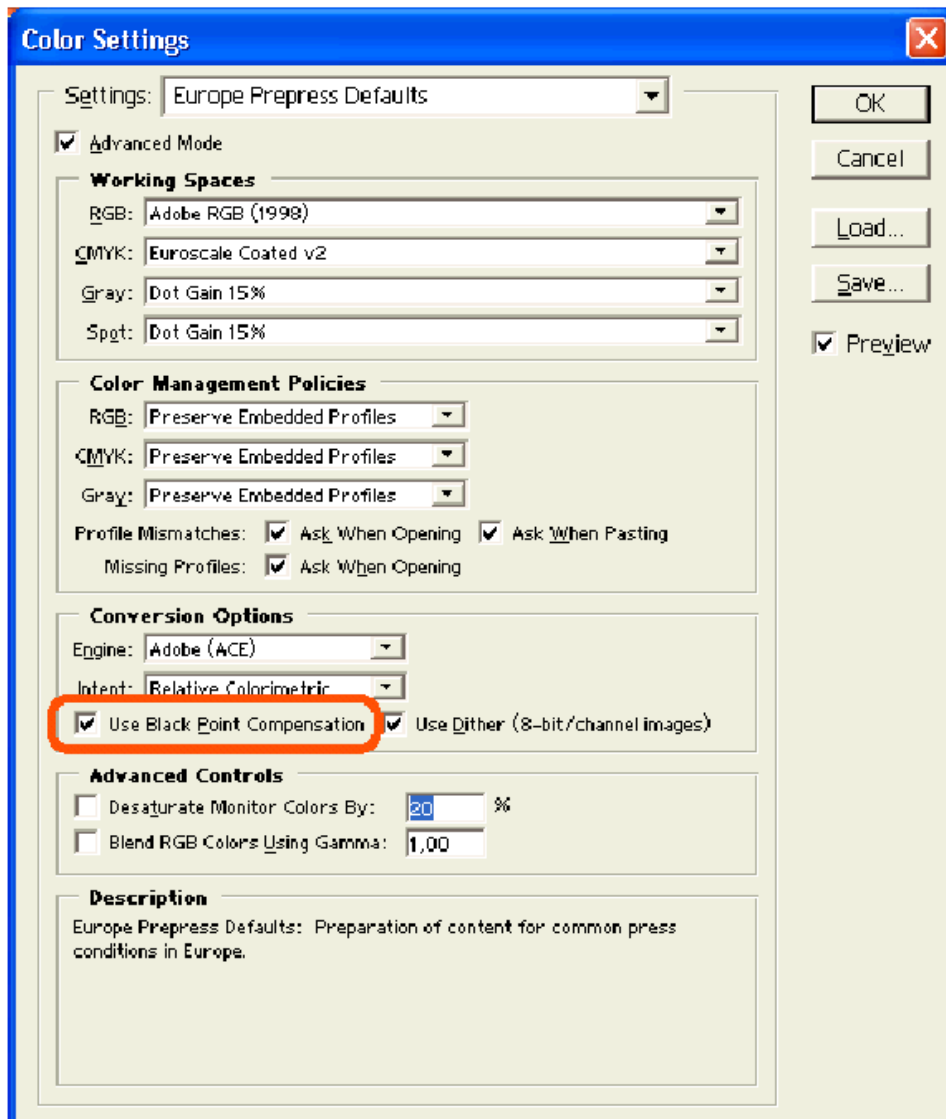 Color Settings
Settings: Europe Prepress Defaults
OK
Advanced Mode
Cancel
Working Spaces
RGB: Adobe RGB (1998)
CMYK: Euroscale Coated v2
Load...
Gray: Dot Gain 15%
Save...
Spot: Dot Gain 15%
Preview
Color Management Policies
RGB: Preserve Embedded Profiles
CMYK: Preserve Embedded Profiles
Gray: Preserve Embedded Profiles
Profile Mismatches: Ask When Opening Ask When Pasting
Missing Profiles: Ask When Opening
Conversion Options
Engine: Adobe (ACE)
Intent: Relative Colorimetric
Use Black Point Compensation Use Dither (8-bit/channel images)
Advanced Controls
Desaturate Monitor Colors By: 20 %
Blend RGB Colors Using Gamma: 1,00
Description
Europe Prepress Defaults: Preparation of content for common press
conditions in Europe.